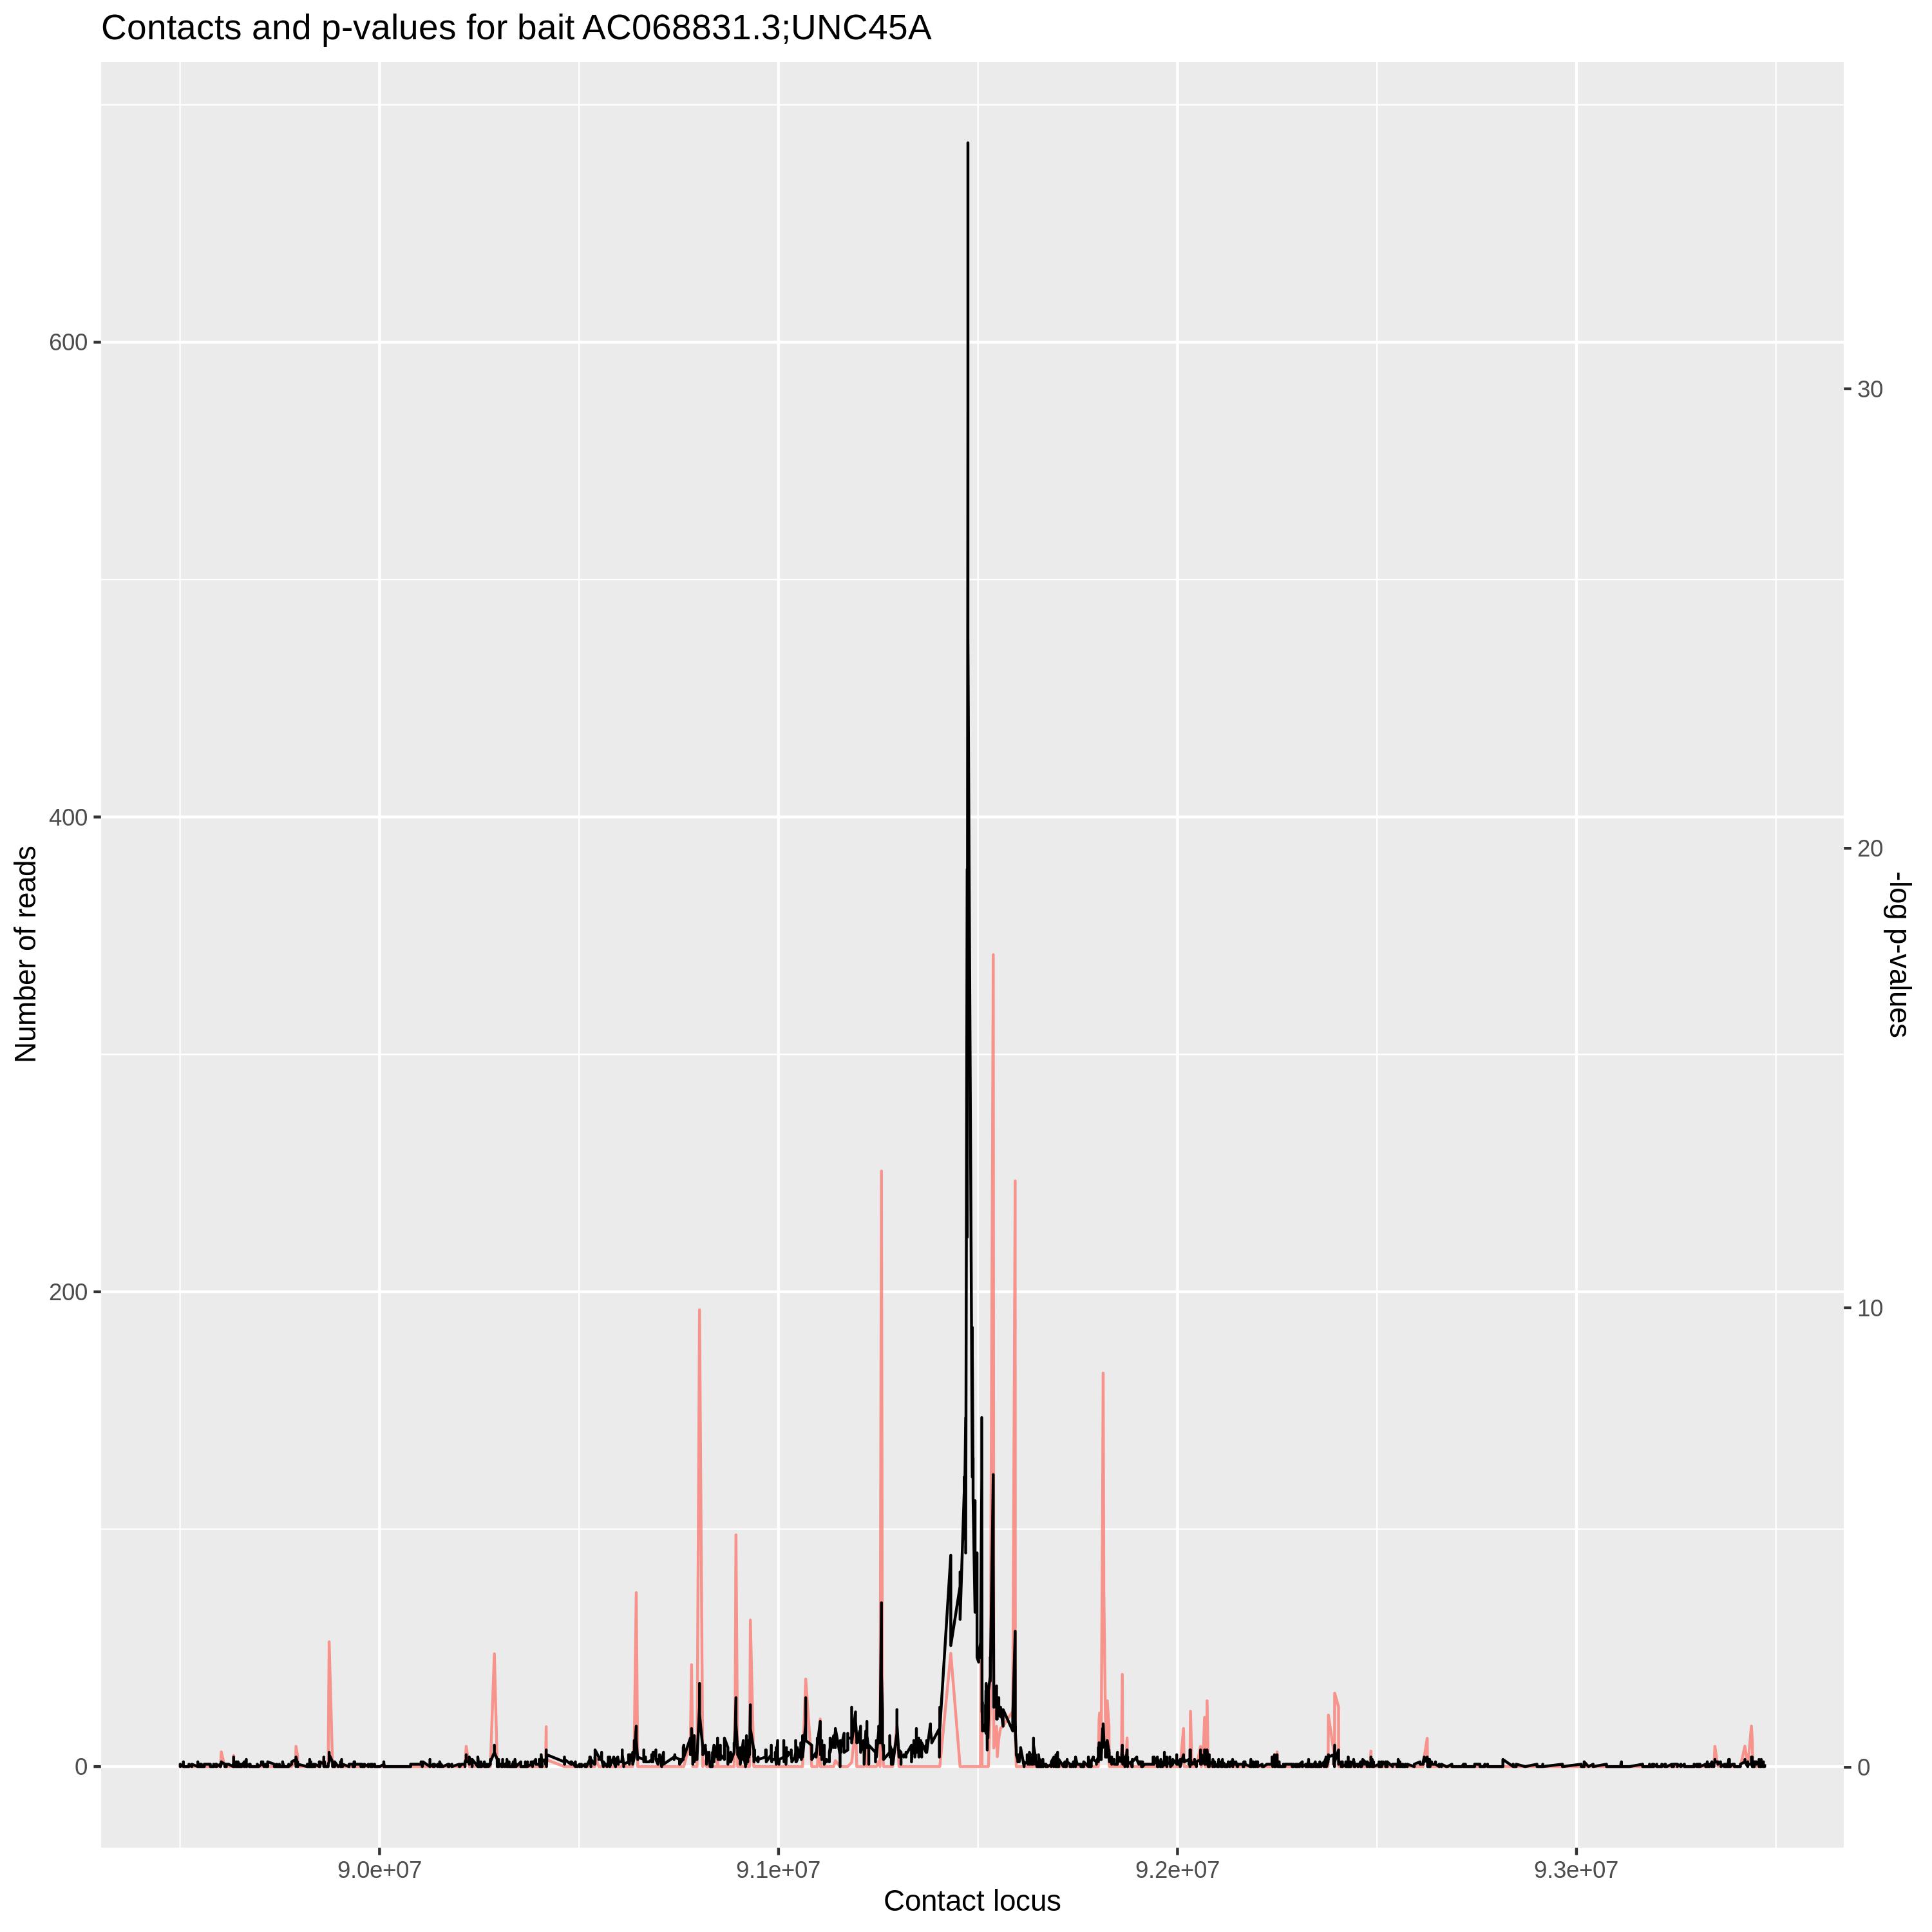 Contacts and p-values for bait AC068831.3;UNC45A
Number of reads
600
400
200
0
30
20
10
0
-log p-values
9.0e+07
9.1e+07
9.2e+07
9.3e+07
Contact locus